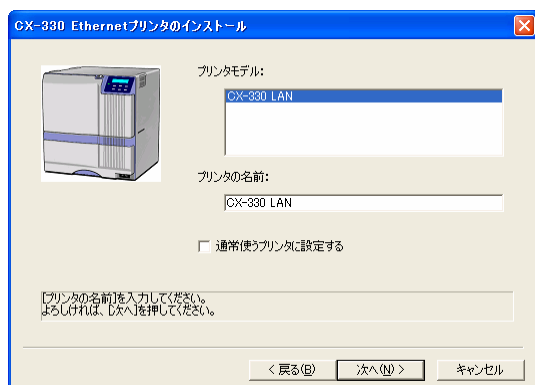 CX-330 Ethernetプリンタのインストール
プリンタモデル:
CX-330 LAN
プリンタの名前:
CX-330 LAN
通常使うプリンタに設定する
[プリンタの名前]を入力してください。
よろしければ、[次へ]を押してください。
< 戻る(B)
次へ(N) >
キャンセル